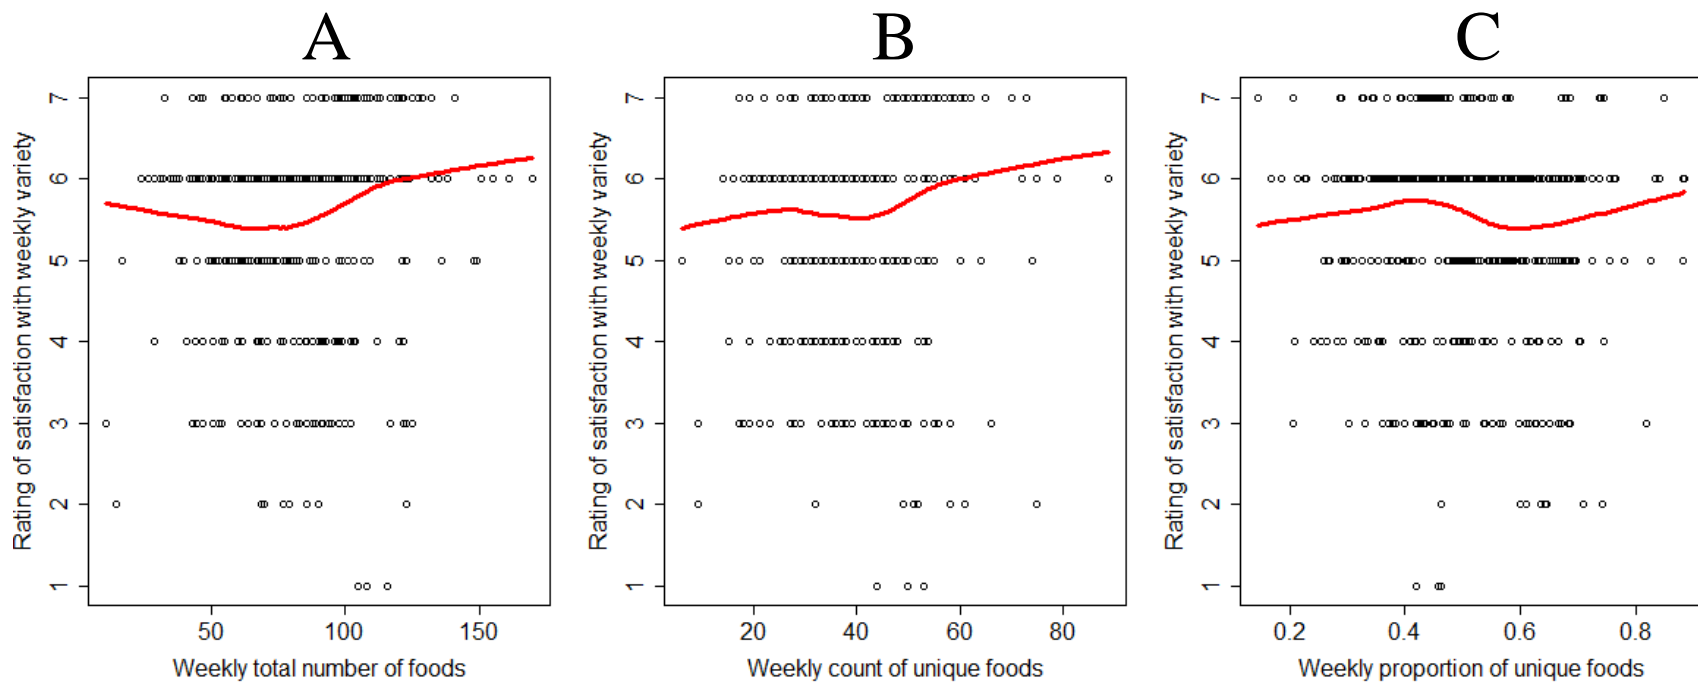 A
B
C
Rating of satisfaction with weekly variety
7
6
5
4
3
2
1
50 100 150
Weekly total number of foods
Rating of satisfaction with weekly variety
7
6
5
4
3
2
1
20 40 60 80
Weekly count of unique foods
Rating of satisfaction with weekly variety
7
6
5
4
3
2
1
0.2 0.4 0.6 0.8
Weekly proportion of unique foods